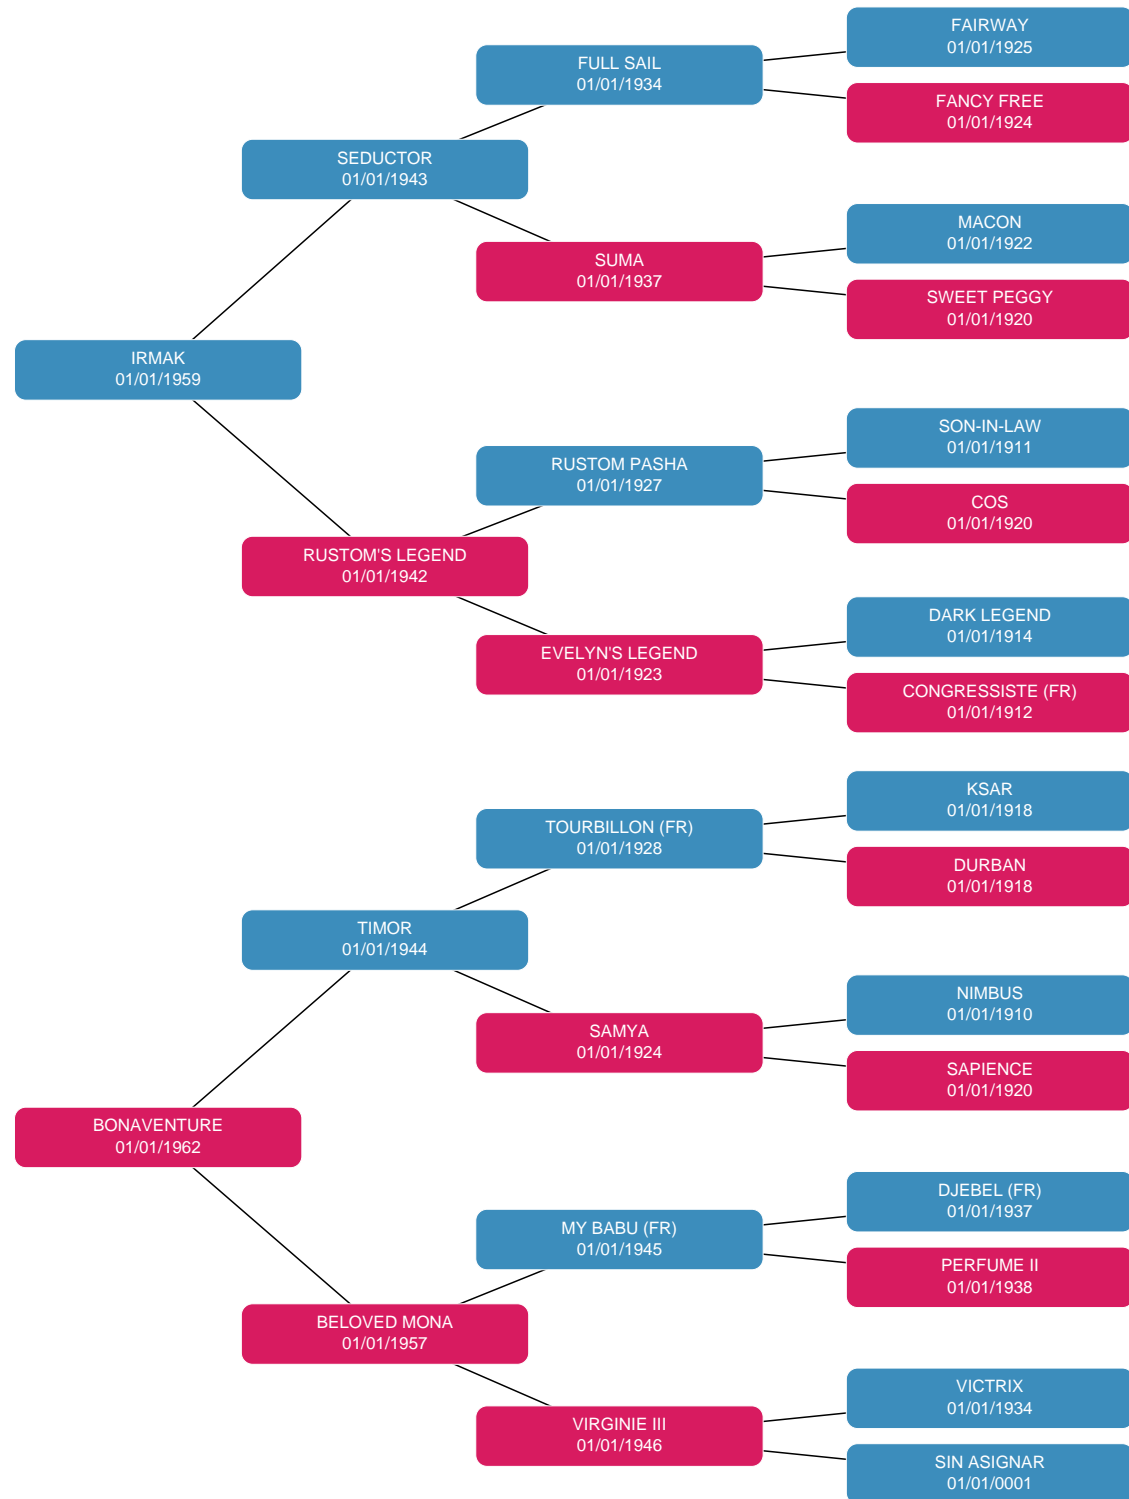 FAIRWAY
01/01/1925
FULL SAIL
01/01/1934
FANCY FREE
01/01/1924
SEDUCTOR
01/01/1943
MACON
01/01/1922
SUMA
01/01/1937
SWEET PEGGY
01/01/1920
IRMAK
01/01/1959
SON-IN-LAW
01/01/1911
RUSTOM PASHA
01/01/1927
COS
01/01/1920
RUSTOM'S LEGEND
01/01/1942
DARK LEGEND
01/01/1914
EVELYN'S LEGEND
01/01/1923
CONGRESSISTE (FR)
01/01/1912
KSAR
01/01/1918
TOURBILLON (FR)
01/01/1928
DURBAN
01/01/1918
TIMOR
01/01/1944
NIMBUS
01/01/1910
SAMYA
01/01/1924
SAPIENCE
01/01/1920
BONAVENTURE
01/01/1962
DJEBEL (FR)
01/01/1937
MY BABU (FR)
01/01/1945
PERFUME II
01/01/1938
BELOVED MONA
01/01/1957
VICTRIX
01/01/1934
VIRGINIE III
01/01/1946
SIN ASIGNAR
01/01/0001